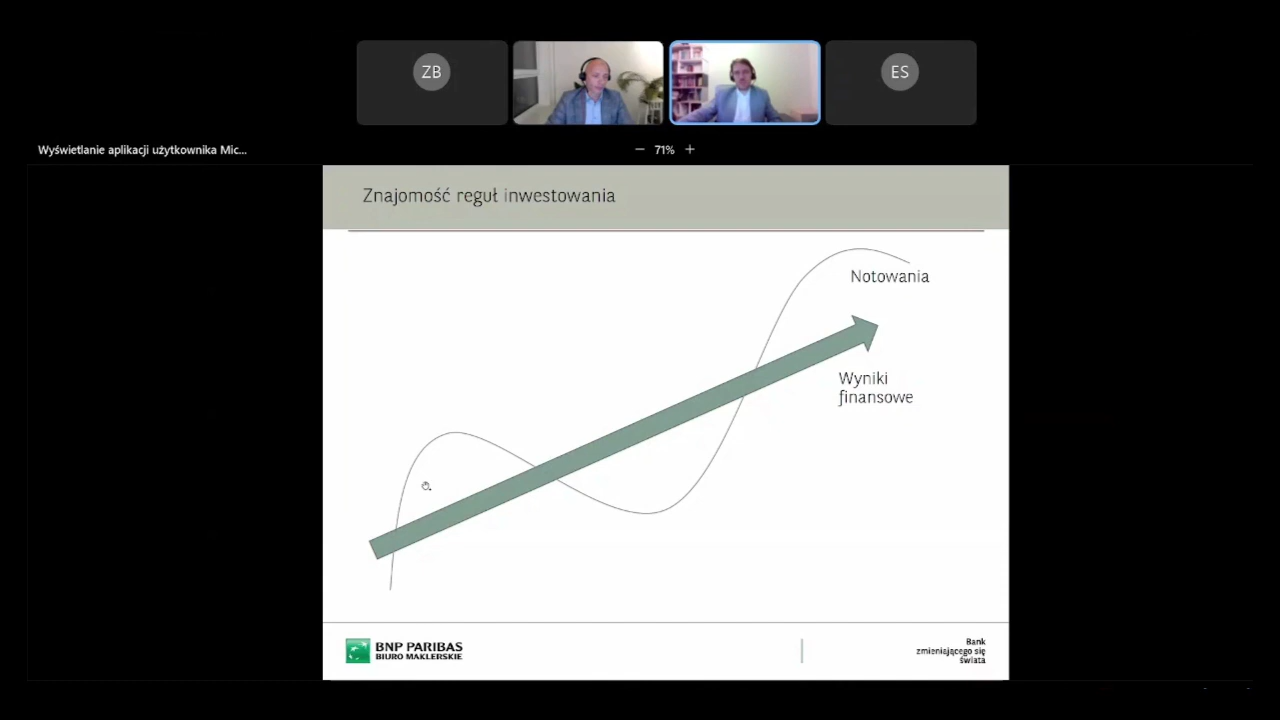 ZB
ES
Wyświetlanie aplikacji użytkownika Mic...
71%
Znajomość reguł inwestowania
Notowania
Wyniki
finansowe
BNP PARIBAS
BIURO MAKLERSKIE
Bank
zmieniającego się
świata